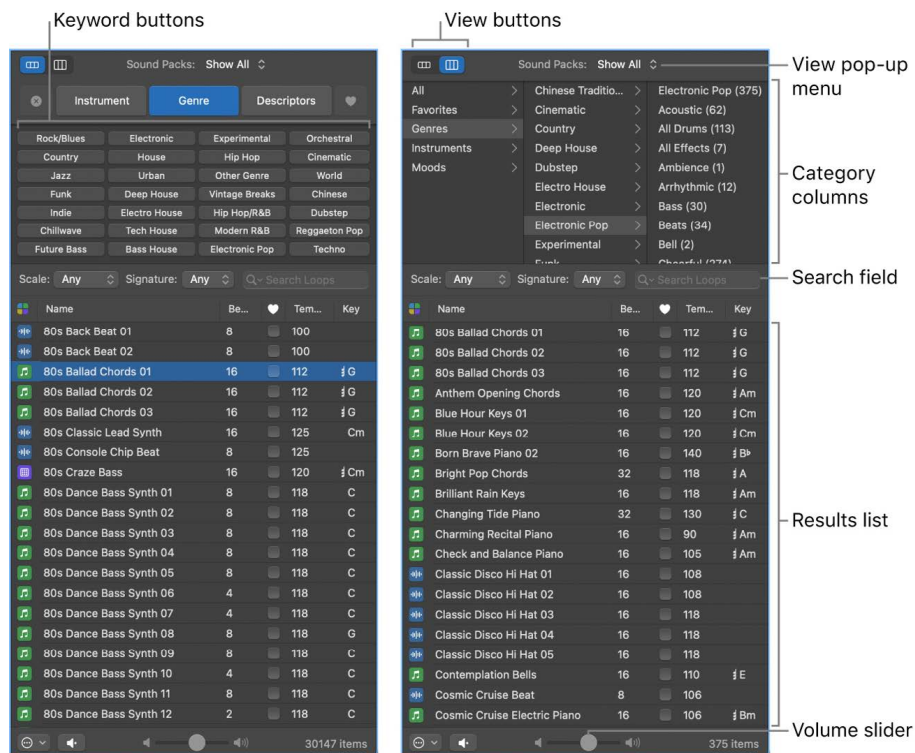 Keyword buttons
View buttons
Sound Packs: Show All
Instrument Genre Descriptors
Rock/Blues Electronic Experimental Orchestral
Country House Hip Hop Cinematic
Jazz Urban Other Genre World
Funk Deep House Vintage Breaks Chinese
Indie Electro House Hip Hop/R&B Dubstep
Chillwave Tech House Modern R&B Reggaeton Pop
Future Bass Bass House Electronic Pop Techno
Scale: Any Signature: Any Search Loops
Name Be... Tem... Key
80s Back Beat 01 8 100
80s Back Beat 02 8 100
80s Ballad Chords 01 16 112 G
80s Ballad Chords 02 16 112 G
80s Ballad Chords 03 16 112 G
80s Classic Lead Synth 16 125 Cm
80s Console Chip Beat 8 125
80s Craze Bass 16 120 Cm
80s Dance Bass Synth 01 8 118 C
80s Dance Bass Synth 02 8 118 C
80s Dance Bass Synth 03 8 118 C
80s Dance Bass Synth 04 8 118 C
80s Dance Bass Synth 05 8 118 C
80s Dance Bass Synth 06 4 118 C
80s Dance Bass Synth 07 4 118 C
80s Dance Bass Synth 08 8 118 G
80s Dance Bass Synth 09 8 118 C
80s Dance Bass Synth 10 4 118 C
80s Dance Bass Synth 11 8 118 C
80s Dance Bass Synth 12 2 118 C
30147 items
Sound Packs: Show All
All Chinese Traditio... Electronic Pop (375)
Favorites Cinematic Acoustic (62)
Genres Country All Drums (113)
Instruments Deep House All Effects (7)
Moods Dubstep Ambience (1)
Electro House Arrhythmic (12)
Electronic Bass (30)
Electronic Pop Beats (34)
Experimental Bell (2)
Funk Cheerful (274)
Scale: Any Signature: Any Search Loops
Name Be... Tem... Key
80s Ballad Chords 01 16 112 G
80s Ballad Chords 02 16 112 G
80s Ballad Chords 03 16 112 G
Anthem Opening Chords 16 120 Am
Blue Hour Keys 01 16 120 Cm
Blue Hour Keys 02 16 120 Cm
Born Brave Piano 02 16 140 B♭
Bright Pop Chords 32 118 A
Brilliant Rain Keys 16 118 Am
Changing Tide Piano 32 130 C
Charming Recital Piano 16 90 Am
Check and Balance Piano 16 105 Am
Classic Disco Hi Hat 01 16 108
Classic Disco Hi Hat 02 16 108
Classic Disco Hi Hat 03 16 118
Classic Disco Hi Hat 04 16 118
Classic Disco Hi Hat 05 16 118
Contemplation Bells 16 110 E
Cosmic Cruise Beat 8 106
Cosmic Cruise Electric Piano 16 106 Bm
375 items
View pop-up
menu
Category
columns
Search field
Results list
Volume slider